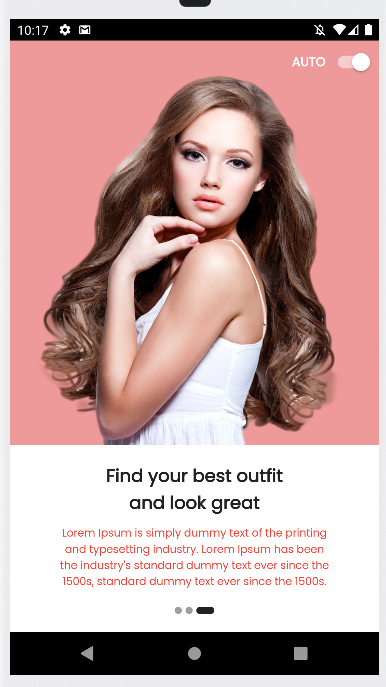 10:17
AUTO
Find your best outfit
and look great
Lorem Ipsum is simply dummy text of the printing
and typesetting industry. Lorem Ipsum has been
the industry's standard dummy text ever since the
1500s, standard dummy text ever since the 1500s.